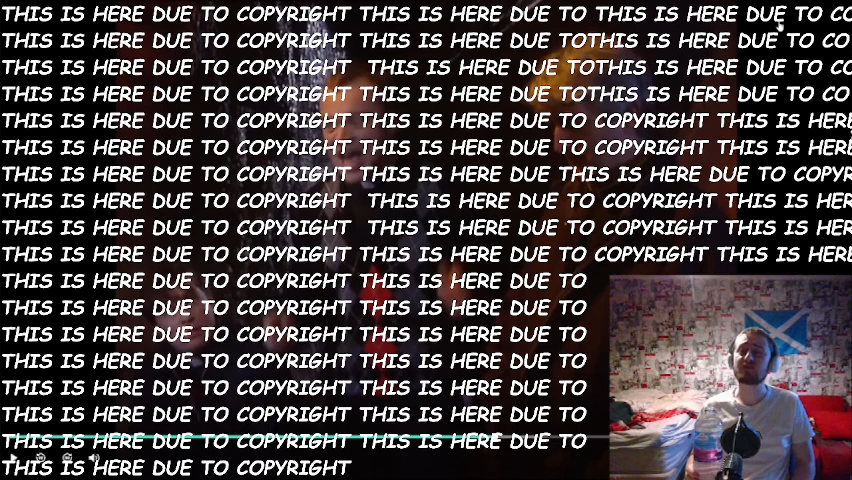 THIS IS HERE DUE TO COPYRIGHT THIS IS HERE DUE TO THIS IS HERE DUE TO CO
THIS IS HERE DUE TO COPYRIGHT THIS IS HERE DUE TOTHIS IS HERE DUE TO CO
THIS IS HERE DUE TO COPYRIGHT THIS IS HERE DUE TOTHIS IS HERE DUE TO CO
THIS IS HERE DUE TO COPYRIGHT THIS IS HERE DUE TOTHIS IS HERE DUE TO CO
THIS IS HERE DUE TO COPYRIGHT THIS IS HERE DUE TO COPYRIGHT THIS IS HERE
THIS IS HERE DUE TO COPYRIGHT THIS IS HERE DUE TO COPYRIGHT THIS IS HERE
THIS IS HERE DUE TO COPYRIGHT THIS IS HERE DUE THIS IS HERE DUE TO COPYR
THIS IS HERE DUE TO COPYRIGHT THIS IS HERE DUE TO COPYRIGHT THIS IS HER
THIS IS HERE DUE TO COPYRIGHT THIS IS HERE DUE TO COPYRIGHT THIS IS HER
THIS IS HERE DUE TO COPYRIGHT THIS IS HERE DUE TO COPYRIGHT THIS IS HERE
THIS IS HERE DUE TO COPYRIGHT THIS IS HERE DUE TO
THIS IS HERE DUE TO COPYRIGHT THIS IS HERE DUE TO
THIS IS HERE DUE TO COPYRIGHT THIS IS HERE DUE TO
THIS IS HERE DUE TO COPYRIGHT THIS IS HERE DUE TO
THIS IS HERE DUE TO COPYRIGHT THIS IS HERE DUE TO
THIS IS HERE DUE TO COPYRIGHT THIS IS HERE DUE TO
THIS IS HERE DUE TO COPYRIGHT THIS IS HERE DUE TO
THIS IS HERE DUE TO COPYRIGHT